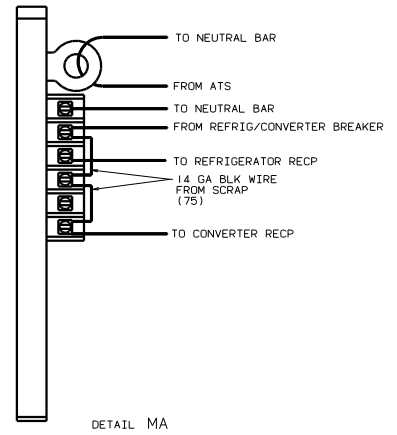 TO NEUTRAL BAR
FROM ATS
TO NEUTRAL BAR
FROM REFRIG/CONVERTER BREAKER
TO REFRIGERATOR RECP
14 GA BLK WIRE
FROM SCRAP
(75)
TO CONVERTER RECP
DETAIL MA